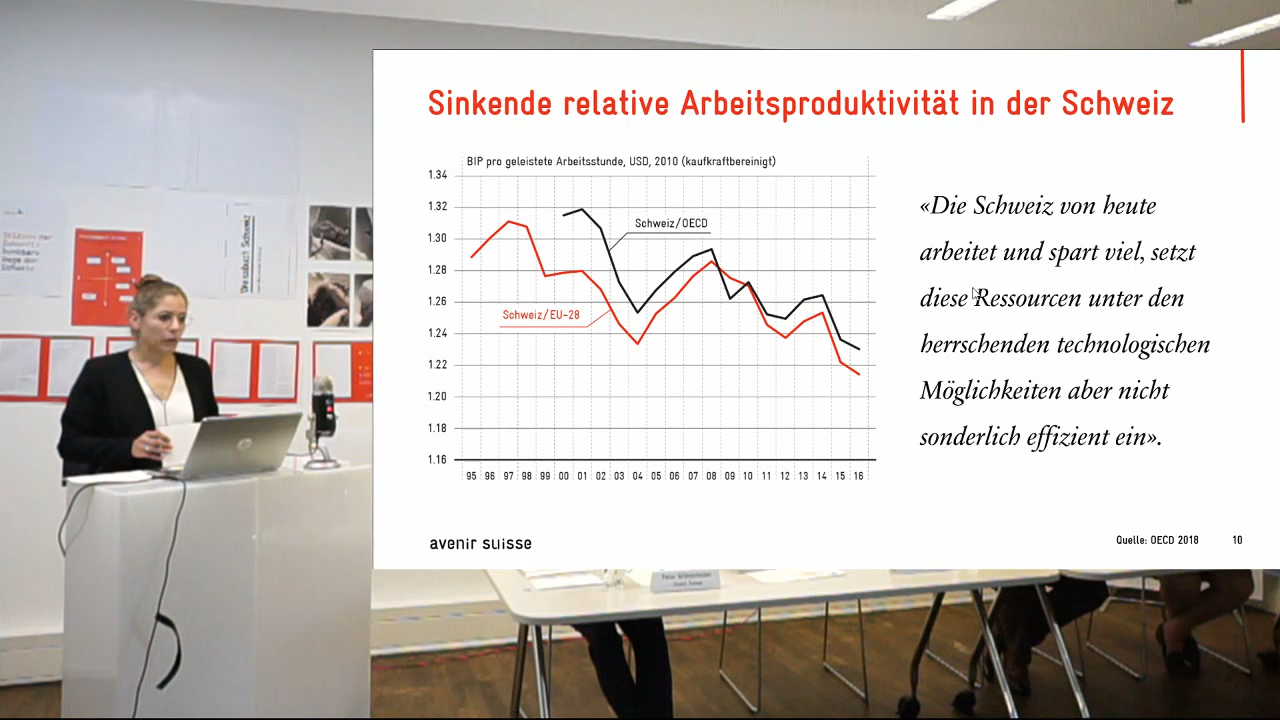 Sinkende relative Arbeitsproduktivität in der Schweiz
BIP pro geleistete Arbeitsstunde, USD, 2010 (kaufkraftbereinigt)
1.34
1.32
1.30
1.28
1.26
1.24
1.22
1.20
1.18
1.16
Schweiz/OECD
Schweiz/EU-28
95 96 97 98 99 00 01 02 03 04 05 06 07 08 09 10 11 12 13 14 15 16
«Die Schweiz von heute
arbeitet und spart viel, setzt
diese Ressourcen unter den
herrschenden technologischen
Möglichkeiten aber nicht
sonderlich effizient ein».
avenir suisse
Quelle: OECD 2018 10